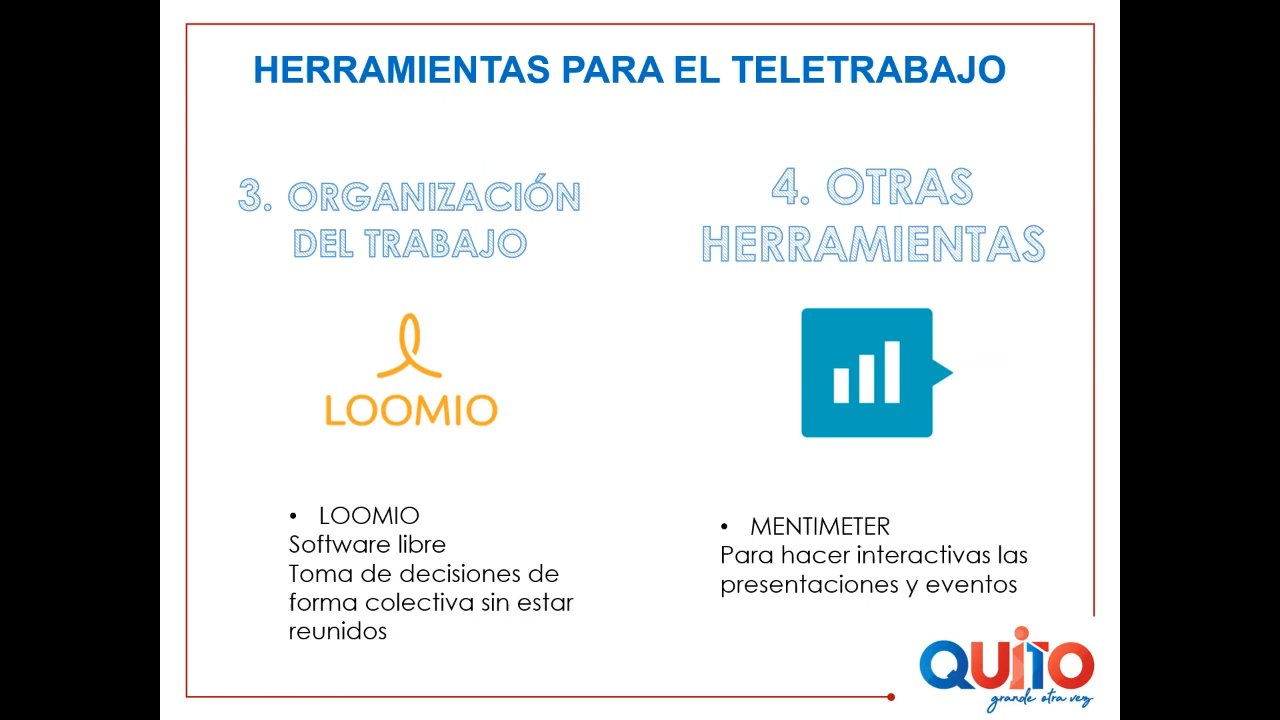 HERRAMIENTAS PARA EL TELETRABAJO
3. ORGANIZACIÓN
DEL TRABAJO
LOOMIO
• LOOMIO
Software libre
Toma de decisiones de
forma colectiva sin estar
reunidos
4. OTRAS
HERRAMIENTAS
• MENTIMETER
Para hacer interactivas las
presentaciones y eventos
QUITO
grande otra vez